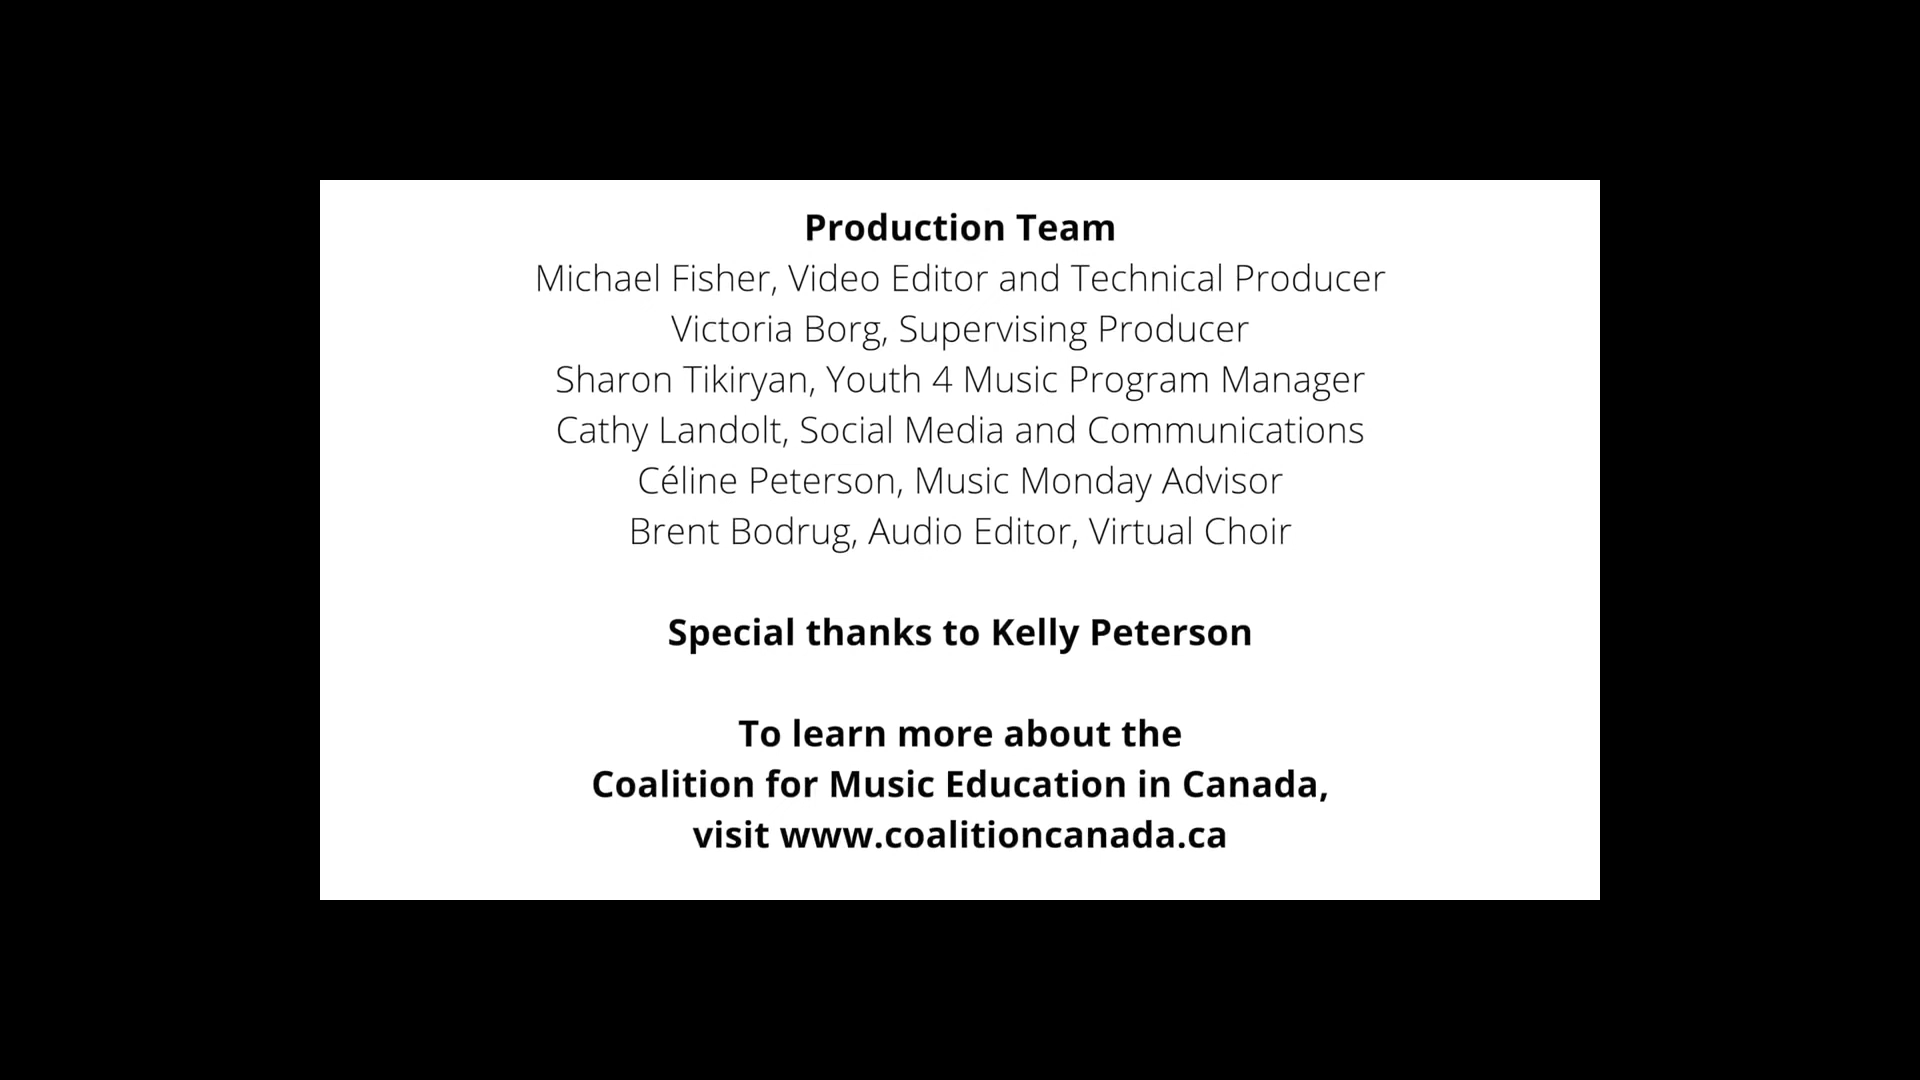 Production Team
Michael Fisher, Video Editor and Technical Producer
Victoria Borg, Supervising Producer
Sharon Tikiryan, Youth 4 Music Program Manager
Cathy Landolt, Social Media and Communications
Céline Peterson, Music Monday Advisor
Brent Bodrug, Audio Editor, Virtual Choir
Special thanks to Kelly Peterson
To learn more about the
Coalition for Music Education in Canada,
visit www.coalitioncanada.ca